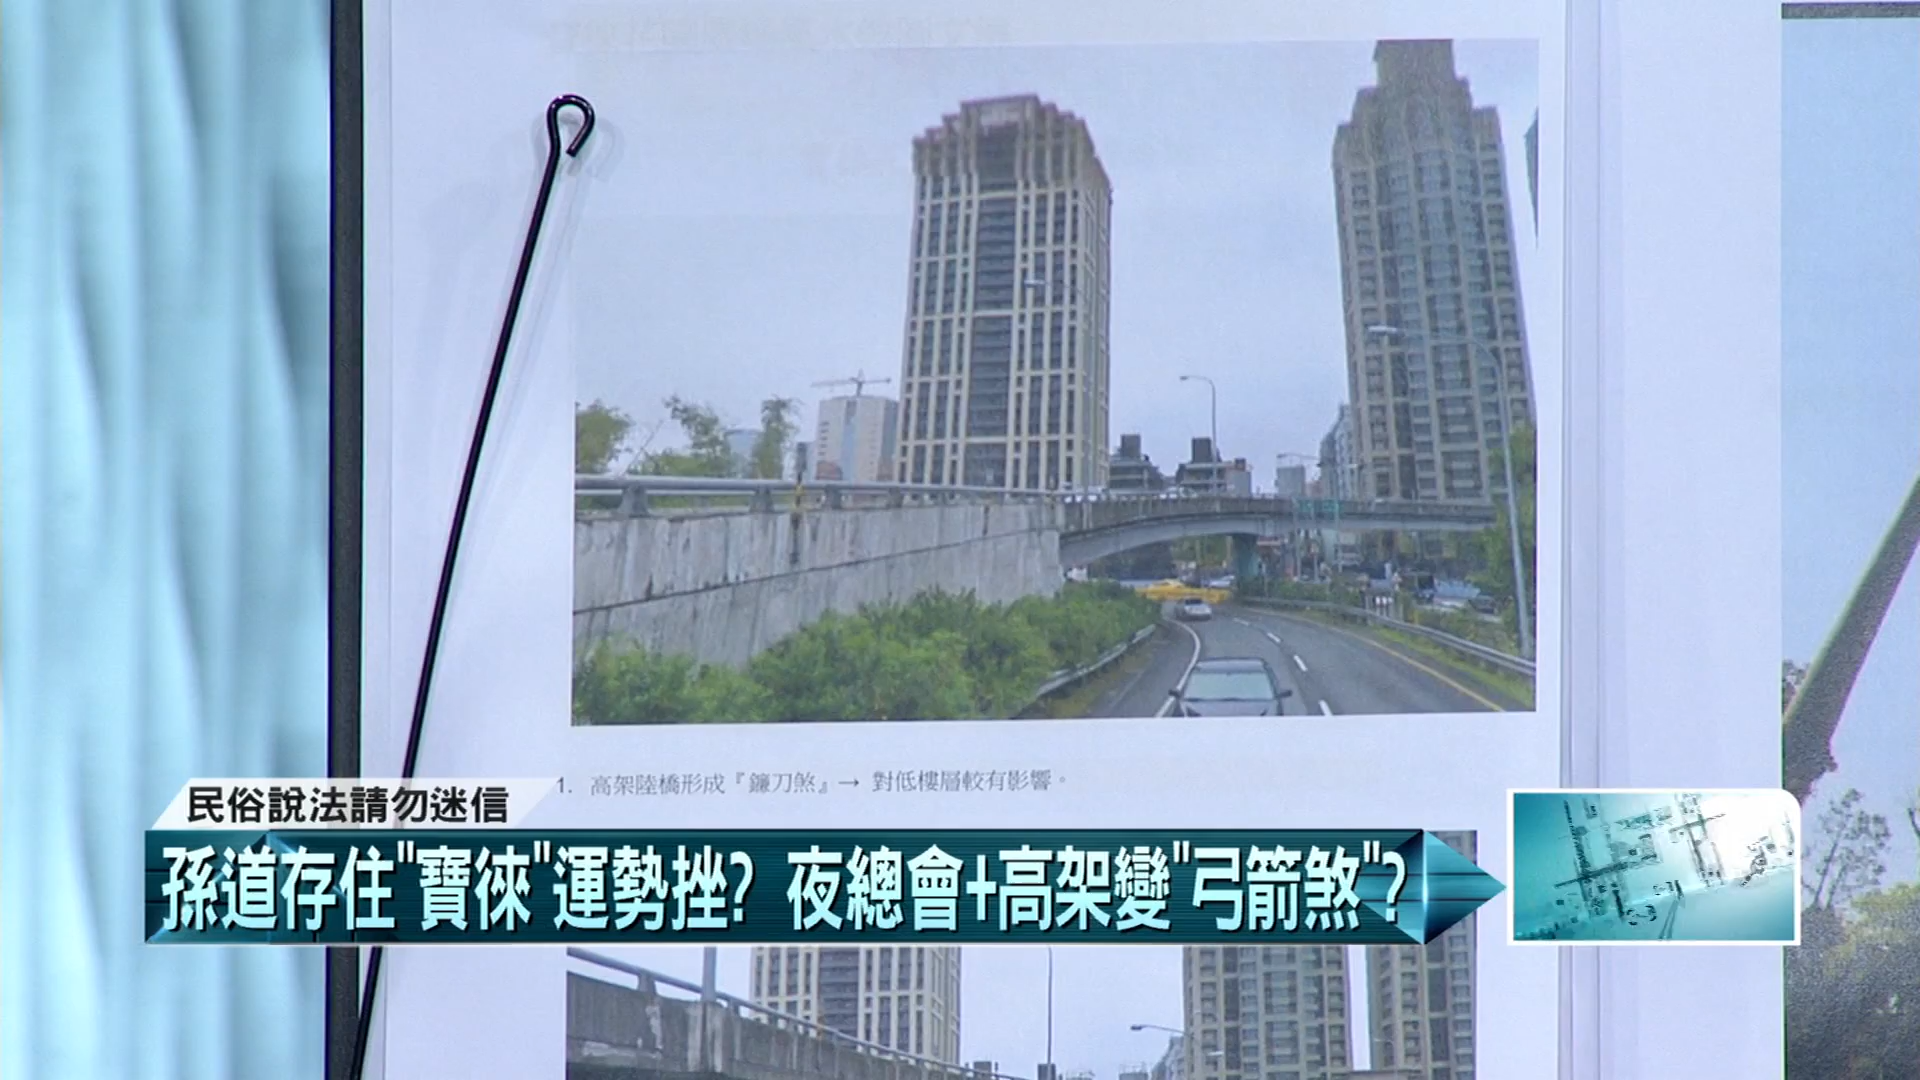 1. 高架陸橋形成『鐮刀煞』→ 對低樓層較有影響。
民俗說法請勿迷信
孫道存住"寶徠"運勢挫? 夜總會+高架變"弓箭煞"?